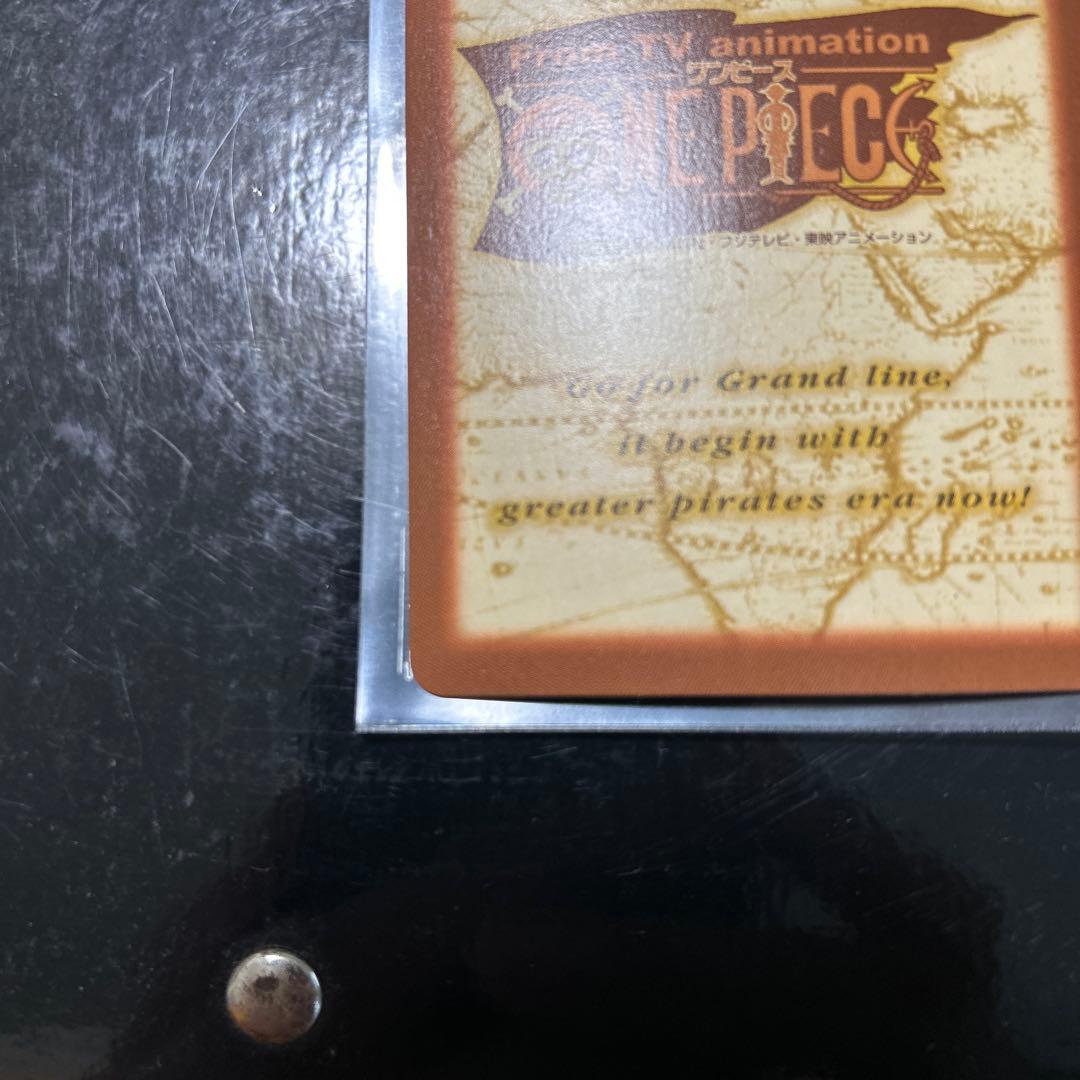 From TV animation
ワンピース
ONE PIECE
・フジテレビ・東映アニメーション
Go for Grand line,
it begin with
greater pirates era now!